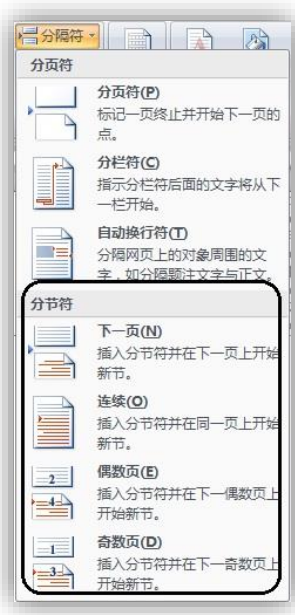 分隔符
分页符
分页符(P)
标记一页终止并开始下一页的
点。
分栏符(C)
指示分栏符后面的文字将从下
一栏开始。
自动换行符(T)
分隔网页上的对象周围的文
字，如分隔题注文字与正文。
分节符
下一页(N)
插入分节符并在下一页上开始
新节。
连续(O)
插入分节符并在同一页上开始
新节。
2
4
偶数页(E)
插入分节符并在下一偶数页上
开始新节。
1
3
奇数页(D)
插入分节符并在下一奇数页上
开始新节。